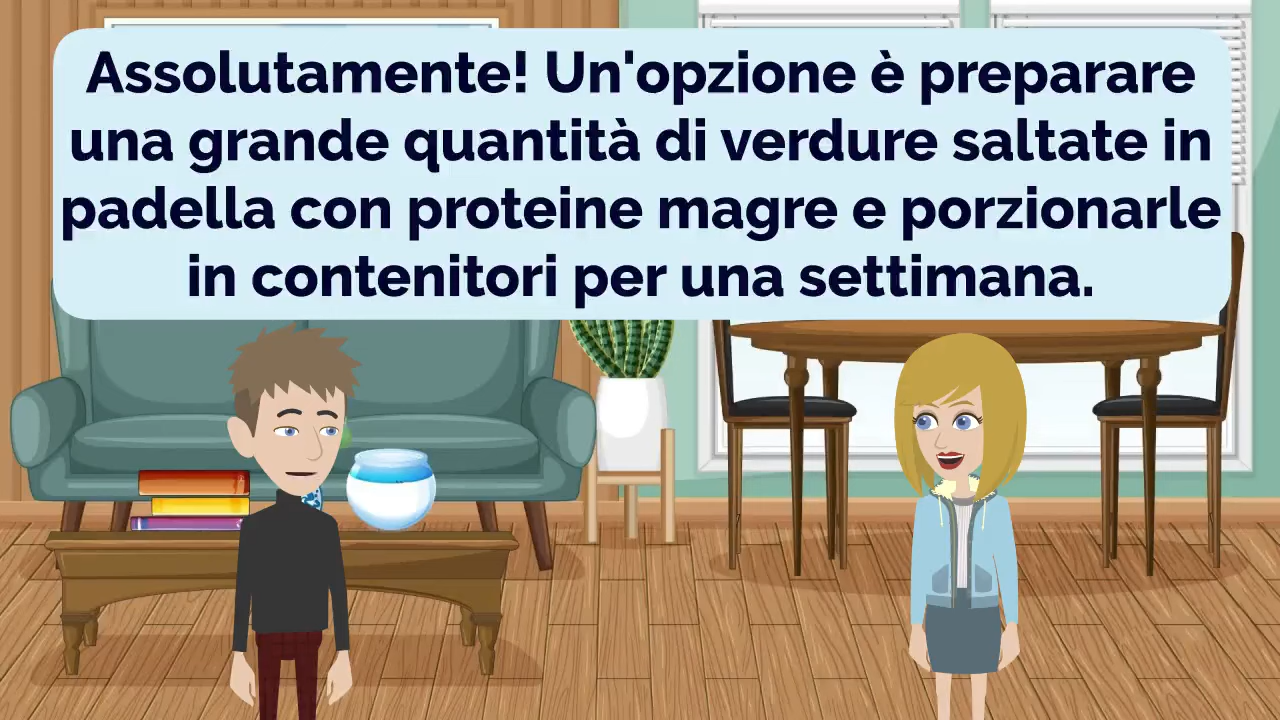 Assolutamente! Un'opzione è preparare
una grande quantità di verdure saltate in
padella con proteine magre e porzionarle
in contenitori per una settimana.